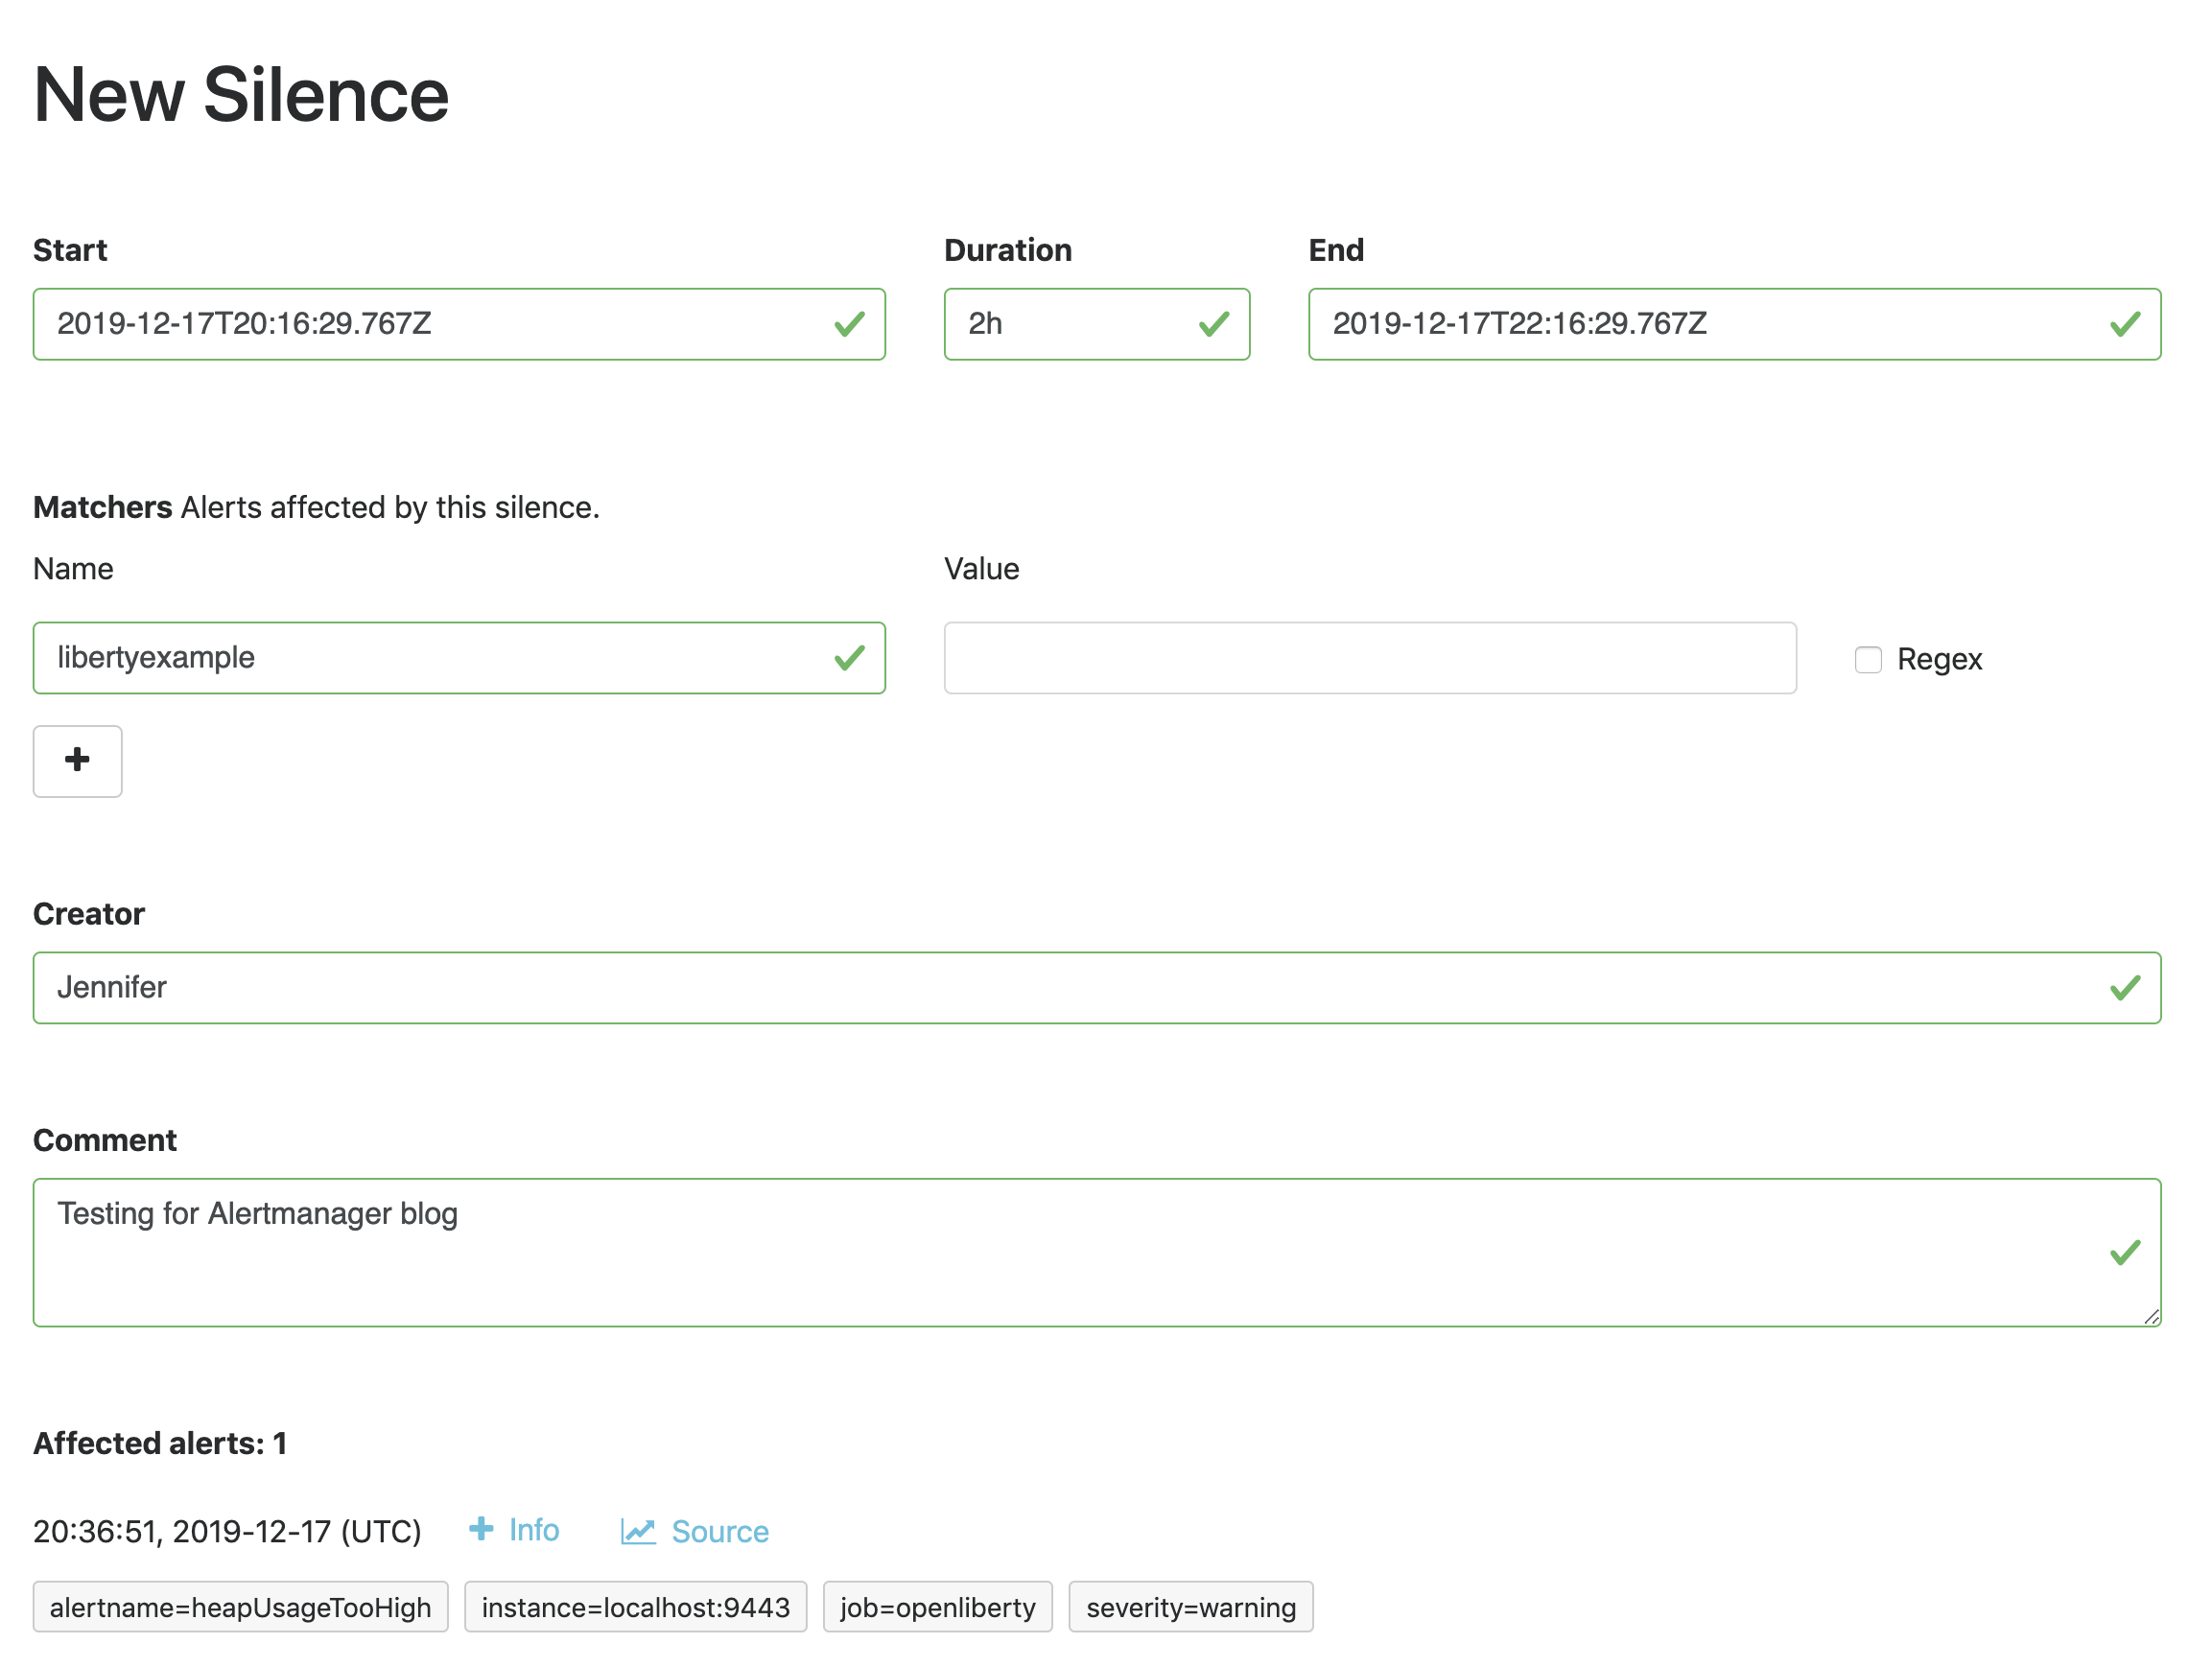 New Silence
Start Duration End
2019-12-17T20:16:29.767Z 2h 2019-12-17T22:16:29.767Z
Matchers Alerts affected by this silence.
Name Value
libertyexample Regex
Creator
Jennifer
Comment
Testing for Alertmanager blog
Affected alerts: 1
20:36:51, 2019-12-17 (UTC) Info Source
alertname=heapUsageTooHigh instance=localhost:9443 job=openliberty severity=warning